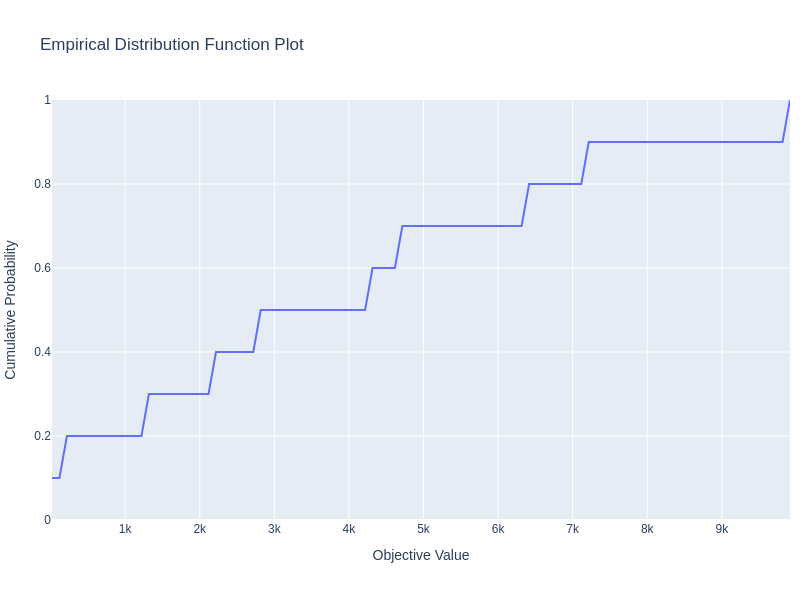 Empirical Distribution Function Plot
Cumulative Probability
1
0.8
0.6
0.4
0.2
0
1k 2k 3k 4k 5k 6k 7k 8k 9k
Objective Value